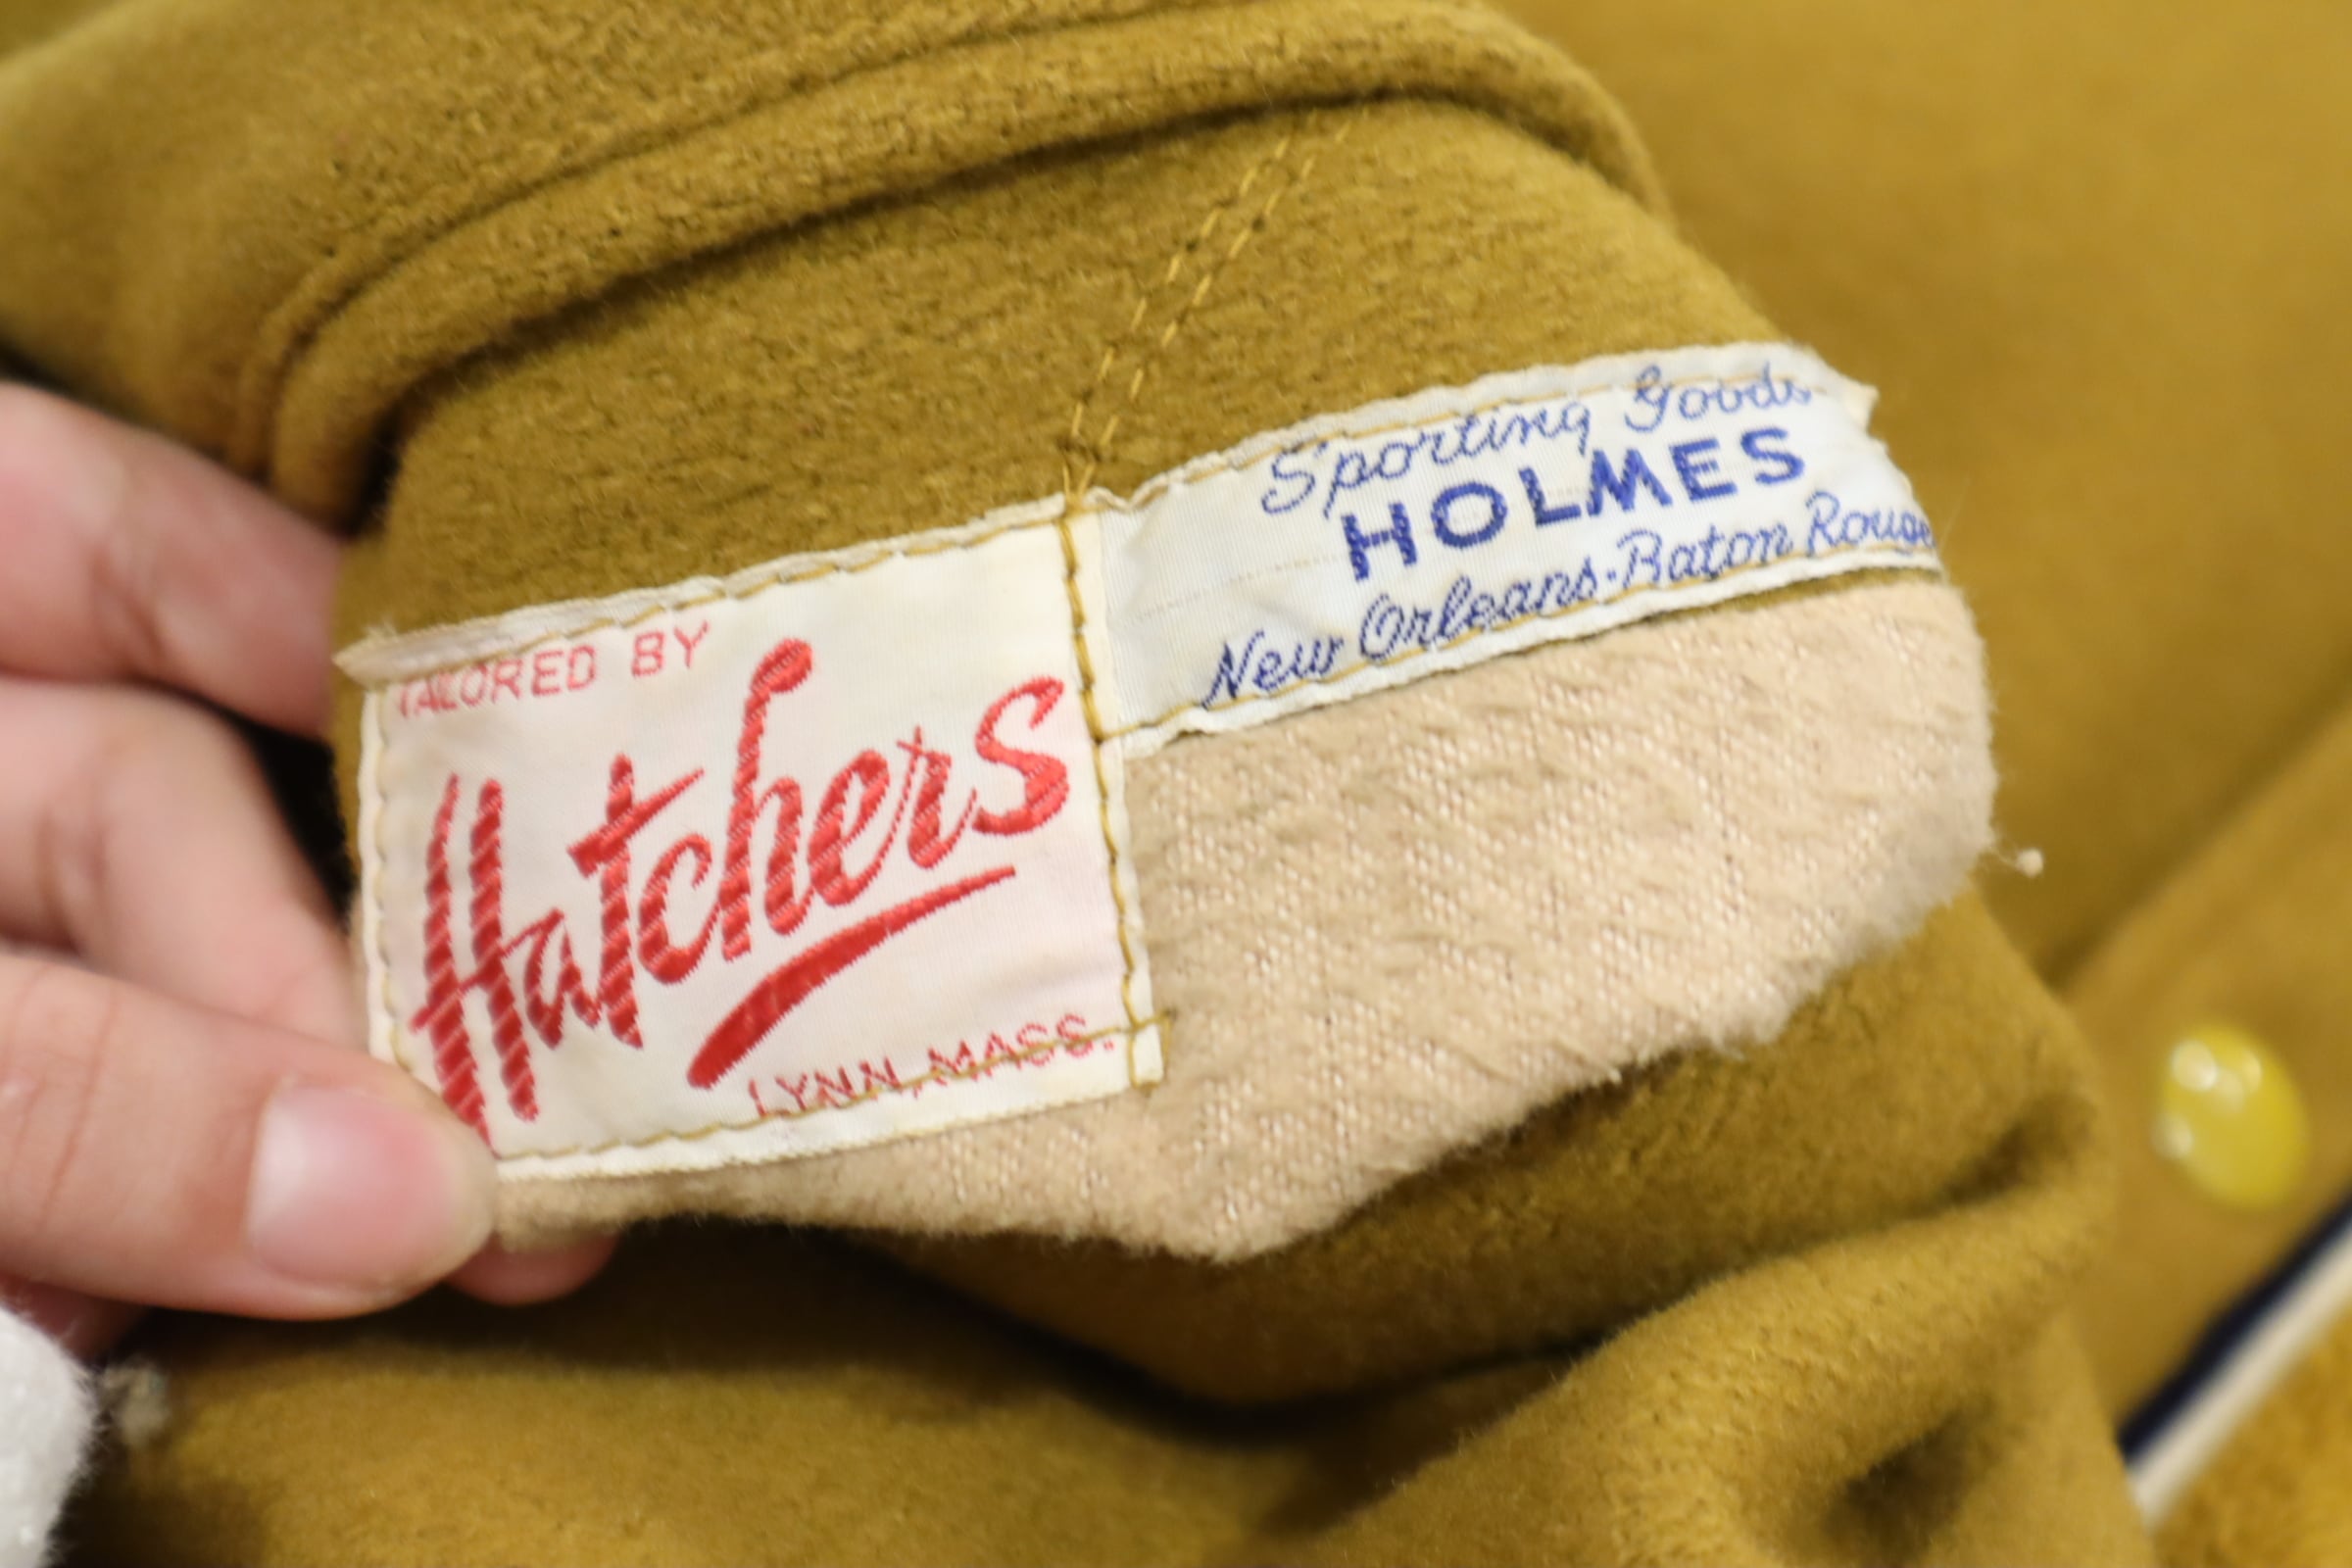 TAILORED BY
Hatchers
LYNN, MASS.
Sporting Goods
HOLMES
New Orleans-Baton Rouge